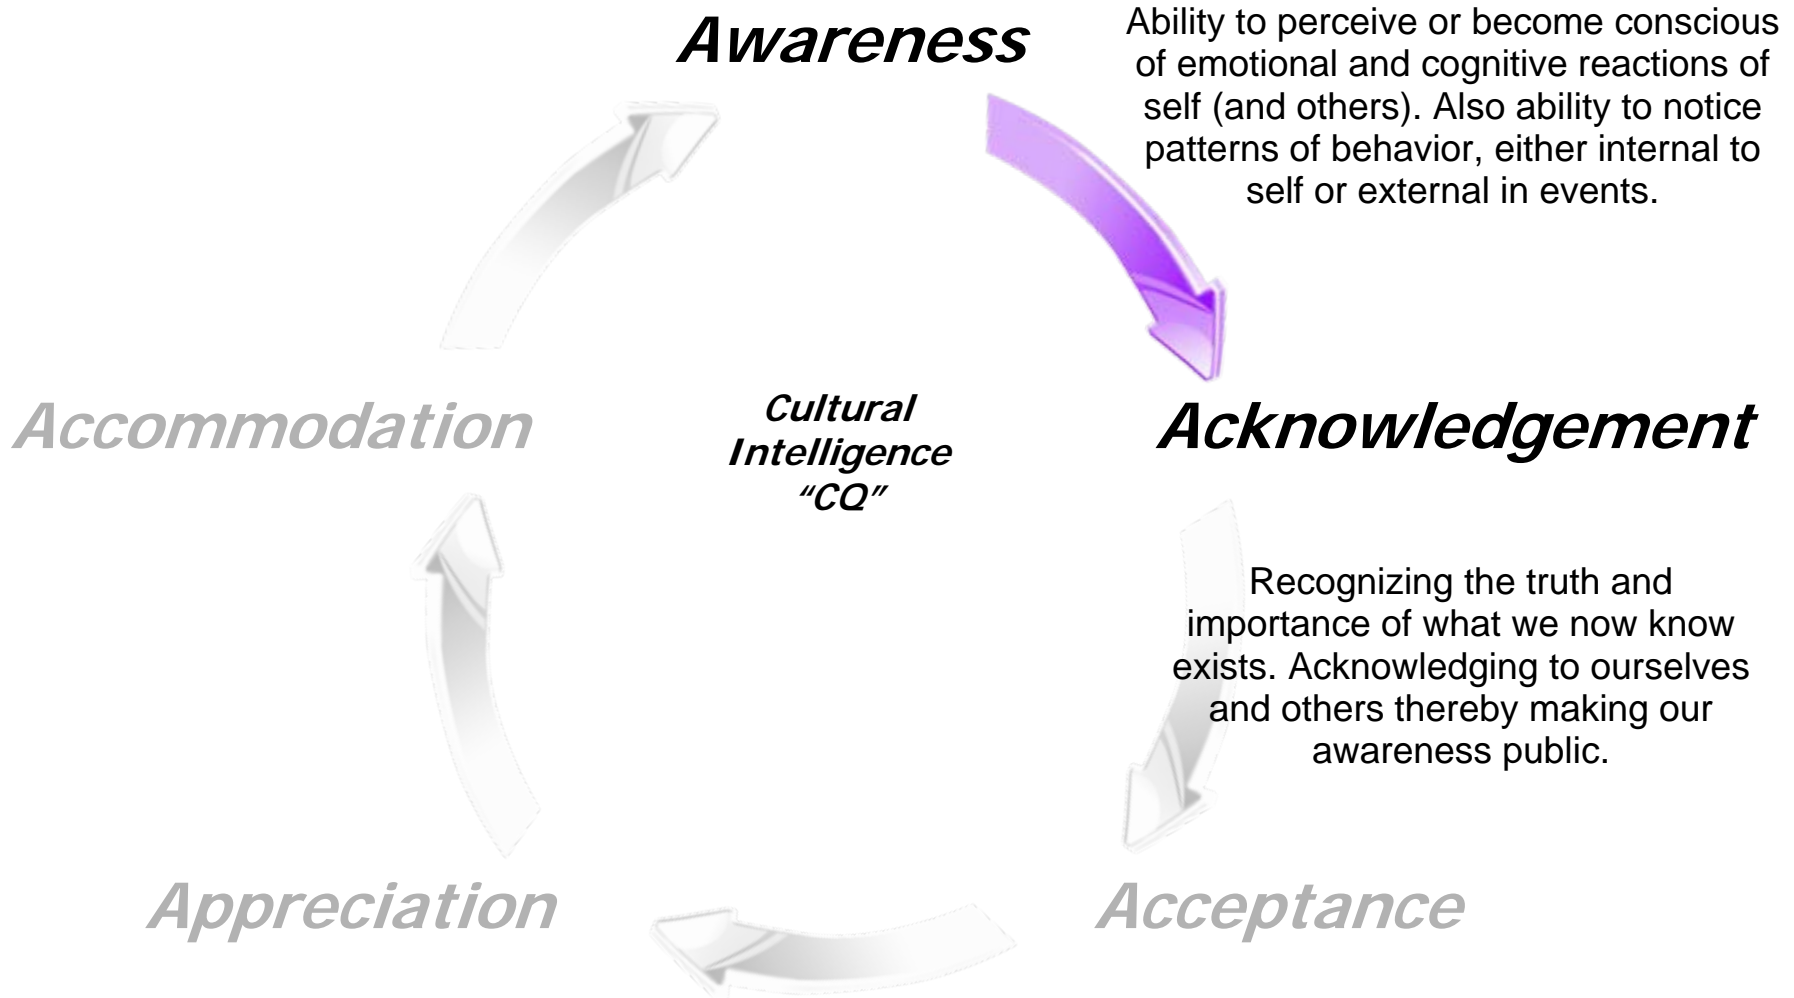 Awareness
Ability to perceive or become conscious
of emotional and cognitive reactions of
self (and others). Also ability to notice
patterns of behavior, either internal to
self or external in events.
Accommodation
Cultural
Intelligence
“CQ”
Acknowledgement
Recognizing the truth and
importance of what we now know
exists. Acknowledging to ourselves
and others thereby making our
awareness public.
Appreciation
Acceptance